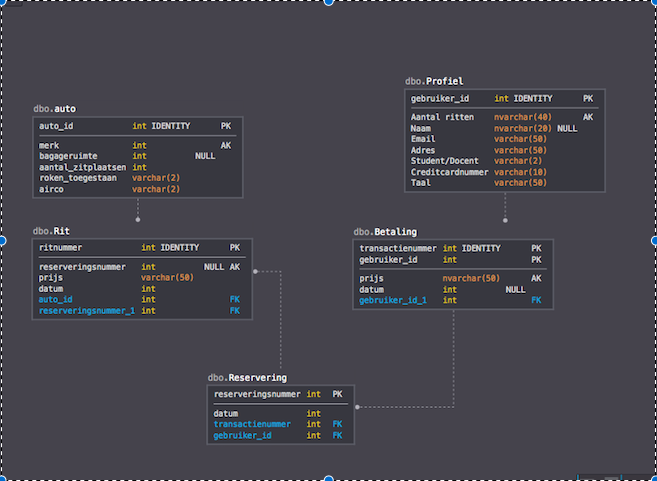 dbo.auto
auto_id int IDENTITY PK
merk int AK
bagageruimte int NULL
aantal_zitplaatsen int
roken_toegestaan varchar(2)
airco varchar(2)
dbo.Profiel
gebruiker_id int IDENTITY PK
Aantal ritten nvarchar(40) AK
Naam nvarchar(20) NULL
Email varchar(50)
Adres varchar(50)
Student/Docent varchar(2)
Creditcardnummer varchar(10)
Taal varchar(50)
dbo.Rit
ritnummer int IDENTITY PK
reserveringsnummer int NULL AK
prijs varchar(50)
datum int
auto_id int FK
reserveringsnummer_1 int FK
dbo.Betaling
transactienummer int IDENTITY PK
gebruiker_id int PK
prijs nvarchar(50) AK
datum int NULL
gebruiker_id_1 int FK
dbo.Reservering
reserveringsnummer int PK
datum int
transactienummer int FK
gebruiker_id int FK